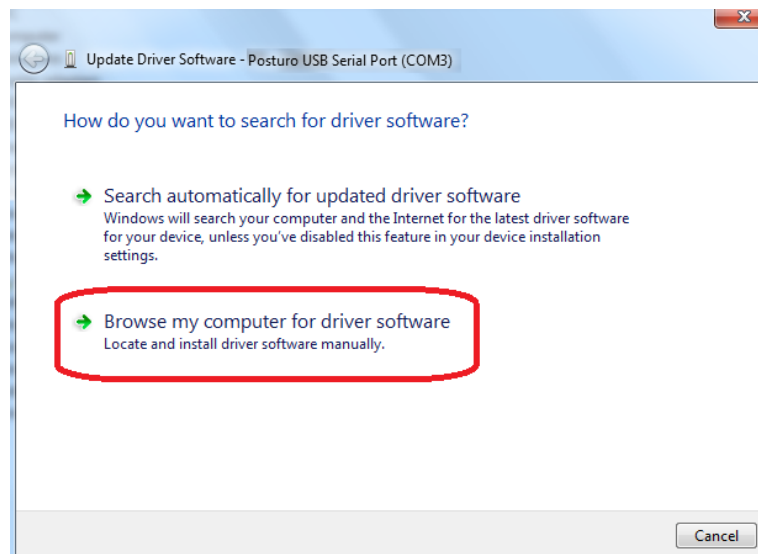 Update Driver Software - Posturo USB Serial Port (COM3)
How do you want to search for driver software?
Search automatically for updated driver software
Windows will search your computer and the Internet for the latest driver software
for your device, unless you've disabled this feature in your device installation
settings.
Browse my computer for driver software
Locate and install driver software manually.
Cancel